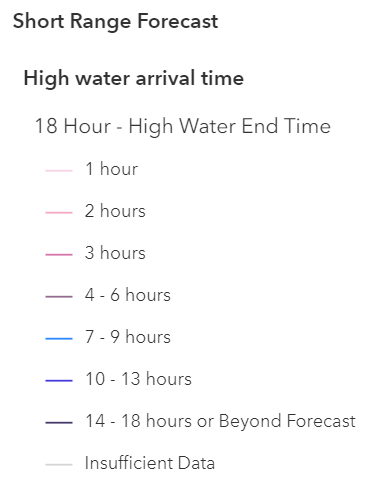 Short Range Forecast
High water arrival time
18 Hour - High Water End Time
1 hour
2 hours
3 hours
4 - 6 hours
7 - 9 hours
10 - 13 hours
14 - 18 hours or Beyond Forecast
Insufficient Data